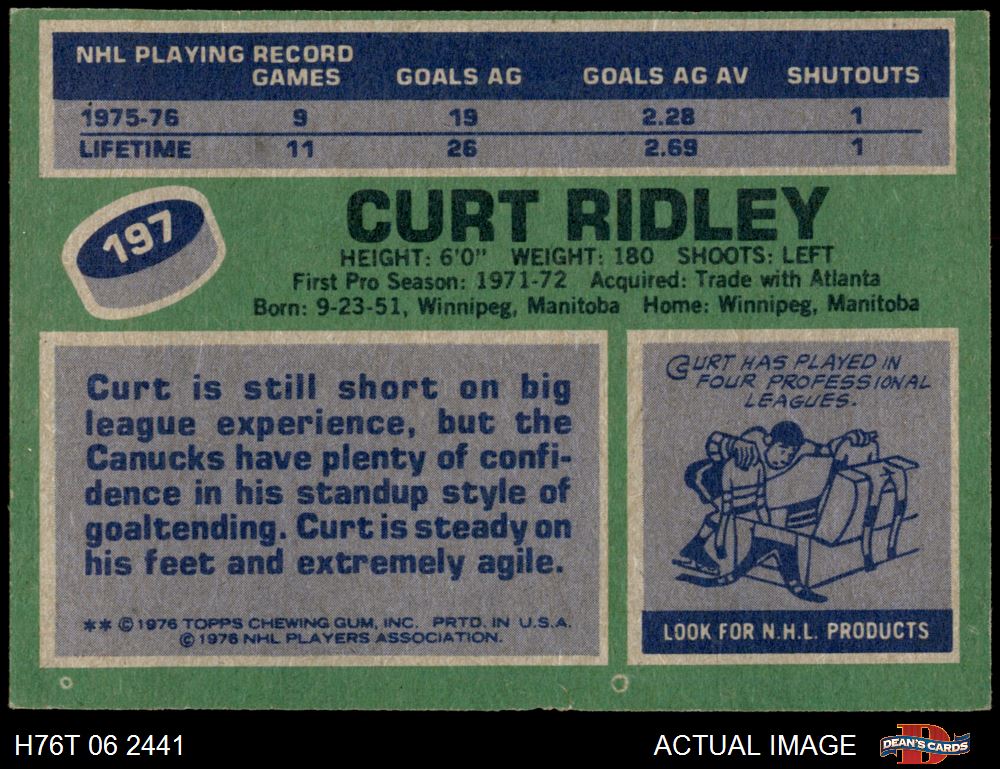 NHL PLAYING RECORD
GAMES GOALS AG GOALS AG AV SHUTOUTS
1975-76 9 19 2.28 1
LIFETIME 11 26 2.69 1
197
CURT RIDLEY
HEIGHT: 6'0" WEIGHT: 180 SHOOTS: LEFT
First Pro Season: 1971-72 Acquired: Trade with Atlanta
Born: 9-23-51, Winnipeg, Manitoba Home: Winnipeg, Manitoba
Curt is still short on big
league experience, but the
Canucks have plenty of confi-
dence in his standup style of
goaltending. Curt is steady on
his feet and extremely agile.
** © 1976 TOPPS CHEWING GUM, INC. PRTD. IN U.S.A.
© 1976 NHL PLAYERS ASSOCIATION.
CURT HAS PLAYED IN
FOUR PROFESSIONAL
LEAGUES.
LOOK FOR N.H.L. PRODUCTS
H76T 06 2441
ACTUAL IMAGE
DEAN'S CARDS